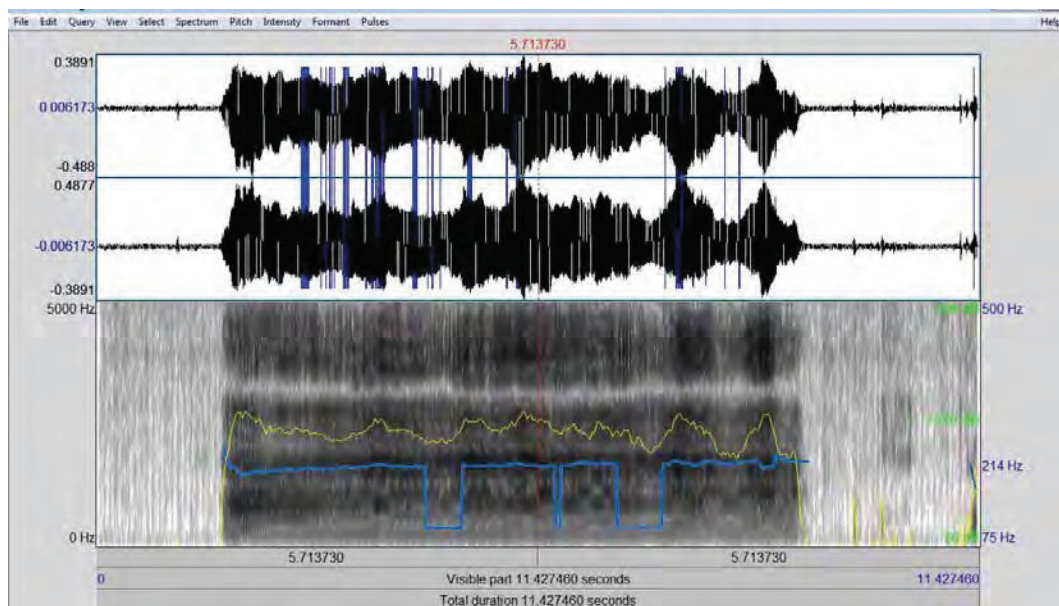 File Edit Query View Select Spectrum Pitch Intensity Formant Pulses Help
5.713730
0.3891
0.006173
-0.488
0.4877
-0.006173
-0.3891
5000 Hz
500 Hz
214 Hz
0 Hz
75 Hz
5.713730 5.713730
0 Visible part 11.427460 seconds 11.427460
Total duration 11.427460 seconds